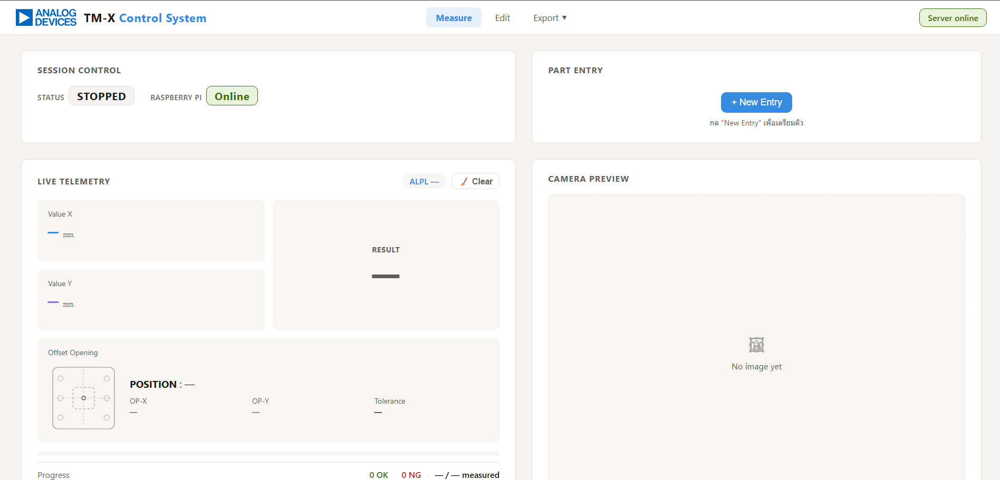 ANALOG
DEVICES
TM-X Control System
Measure
Edit
Export ▼
Server online
SESSION CONTROL
STATUS STOPPED
RASPBERRY PI Online
PART ENTRY
+ New Entry
กด "New Entry" เพื่อเตรียมคิว
LIVE TELEMETRY
ALPL —
Clear
Value X
— mm
RESULT
—
Value Y
— mm
Offset Opening
POSITION : —
OP-X
—
OP-Y
—
Tolerance
—
Progress
0 OK · 0 NG · — / — measured
CAMERA PREVIEW
No image yet